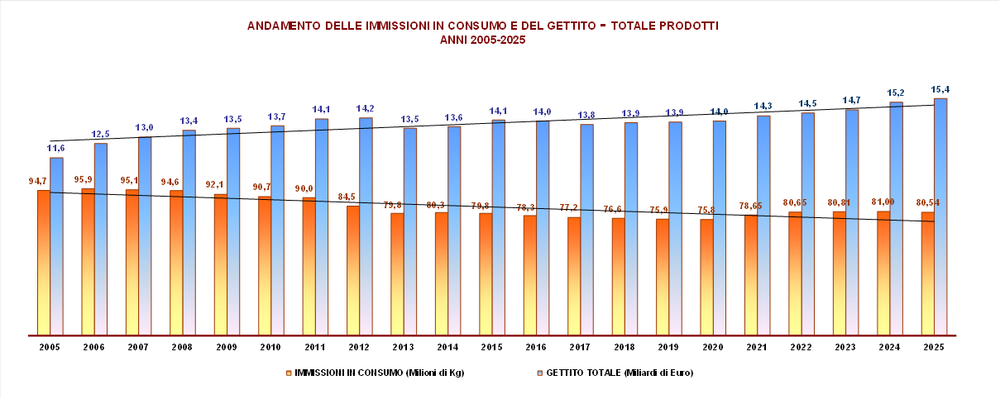 ANDAMENTO DELLE IMMISSIONI IN CONSUMO E DEL GETTITO - TOTALE PRODOTTI
ANNI 2005-2025
11,6 12,5 13,0 13,4 13,5 13,7 14,1 14,2 13,5 13,6 14,1 14,0 13,8 13,9 13,9 14,0 14,3 14,5 14,7 15,2 15,4
94,7 95,9 95,1 94,6 92,1 90,7 90,0 84,5 79,8 80,3 79,8 78,3 77,2 76,6 75,9 75,8 78,65 80,65 80,81 81,00 80,54
2005 2006 2007 2008 2009 2010 2011 2012 2013 2014 2015 2016 2017 2018 2019 2020 2021 2022 2023 2024 2025
IMMISSIONI IN CONSUMO (Milioni di Kg) GETTITO TOTALE (Miliardi di Euro)